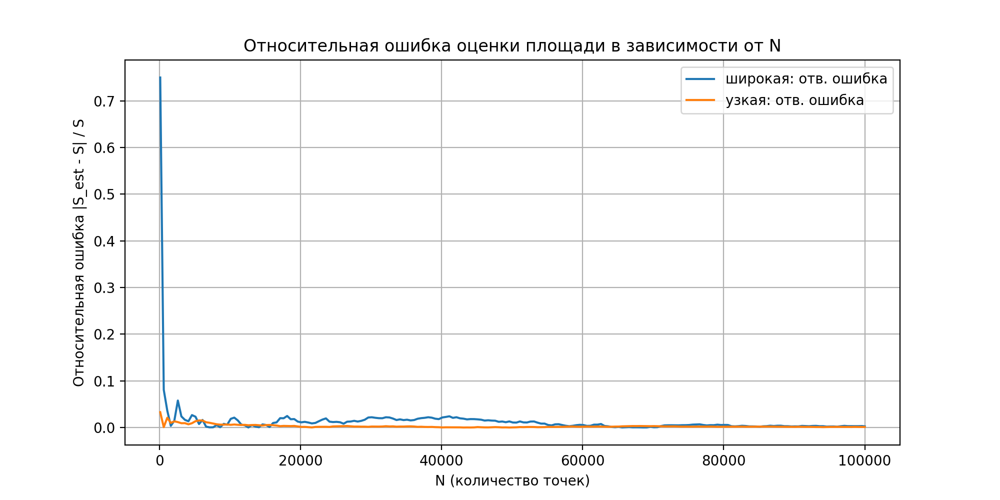 Относительная ошибка оценки площади в зависимости от N
широкая: отв. ошибка
узкая: отв. ошибка
Относительная ошибка |S_est - S| / S
0.7
0.6
0.5
0.4
0.3
0.2
0.1
0.0
0 20000 40000 60000 80000 100000
N (количество точек)